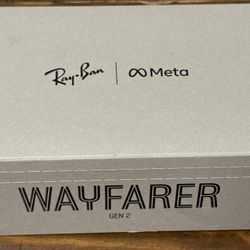 Ray-Ban | Meta
WAYFARER
GEN 2